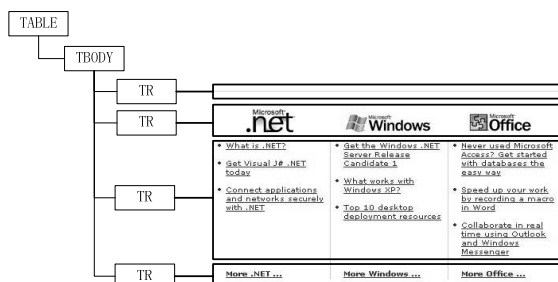 TABLE
TBODY
TR
TR
Microsoft
.net
Microsoft
Windows
Microsoft
Office
TR
• What is .NET?
• Get Visual J# .NET
today
• Connect applications
and networks securely
with .NET
• Get the Windows .NET
Server Release
Candidate 1
• What works with
Windows XP?
• Top 10 desktop
deployment resources
• Never used Microsoft
Access? Get started
with databases the
easy way
• Speed up your work
by recording a macro
in Word
• Collaborate in real
time using Outlook
and Windows
Messenger
TR
More .NET ...
More Windows ...
More Office ...